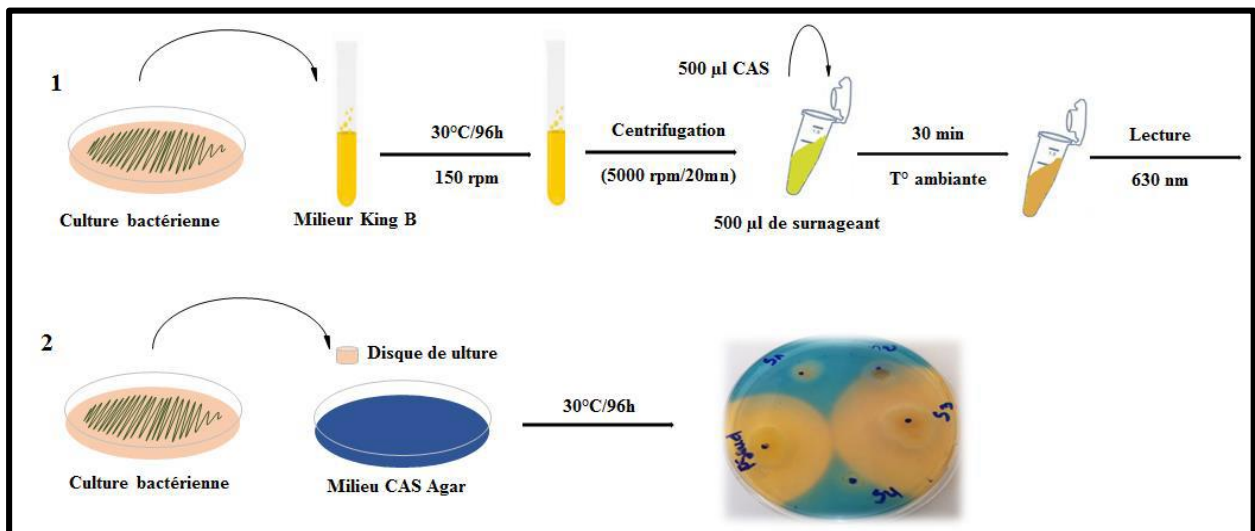 1
Culture bactérienne
Milieur King B
30°C/96h
150 rpm
Centrifugation
(5000 rpm/20mn)
500 µl CAS
500 µl de surnageant
30 min
T° ambiante
Lecture
630 nm
2
Culture bactérienne
Disque de ulture
Milieu CAS Agar
30°C/96h
S1
S3
Pseud
S4